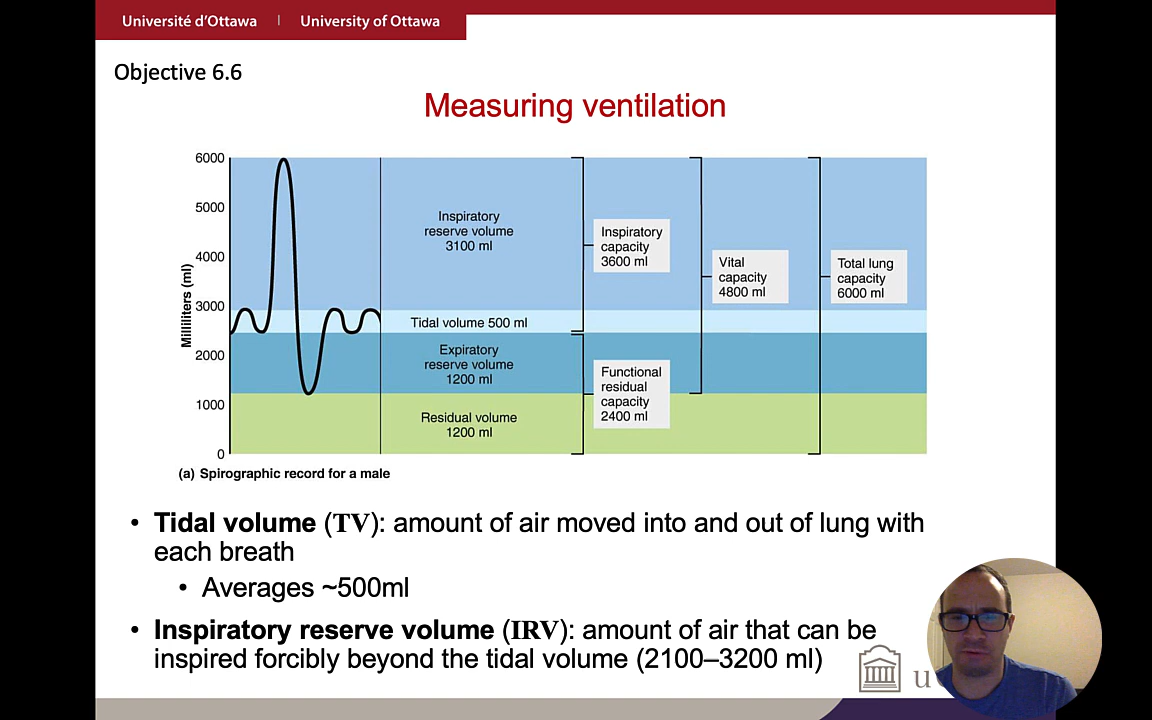 Université d'Ottawa | University of Ottawa
Objective 6.6
Measuring ventilation
6000
5000
4000
3000
2000
1000
0
Milliliters (ml)
Inspiratory
reserve volume
3100 ml
Tidal volume 500 ml
Expiratory
reserve volume
1200 ml
Residual volume
1200 ml
Inspiratory
capacity
3600 ml
Functional
residual
capacity
2400 ml
Vital
capacity
4800 ml
Total lung
capacity
6000 ml
(a) Spirographic record for a male
• Tidal volume (TV): amount of air moved into and out of lung with
each breath
• Averages ~500ml
• Inspiratory reserve volume (IRV): amount of air that can be
inspired forcibly beyond the tidal volume (2100–3200 ml)